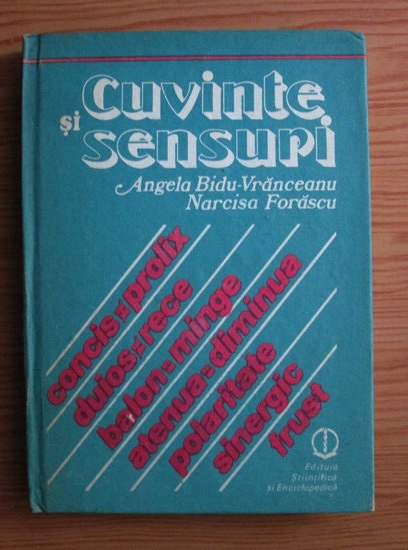 Cuvinte
și
sensuri
Angela Bidu-Vrănceanu
Narcisa Forăscu
concis ≠ prolix
duios ≠ rece
balon = minge
atenua = diminua
polaritate
sinergic
frust
Editura
Științifică
și Enciclopedică